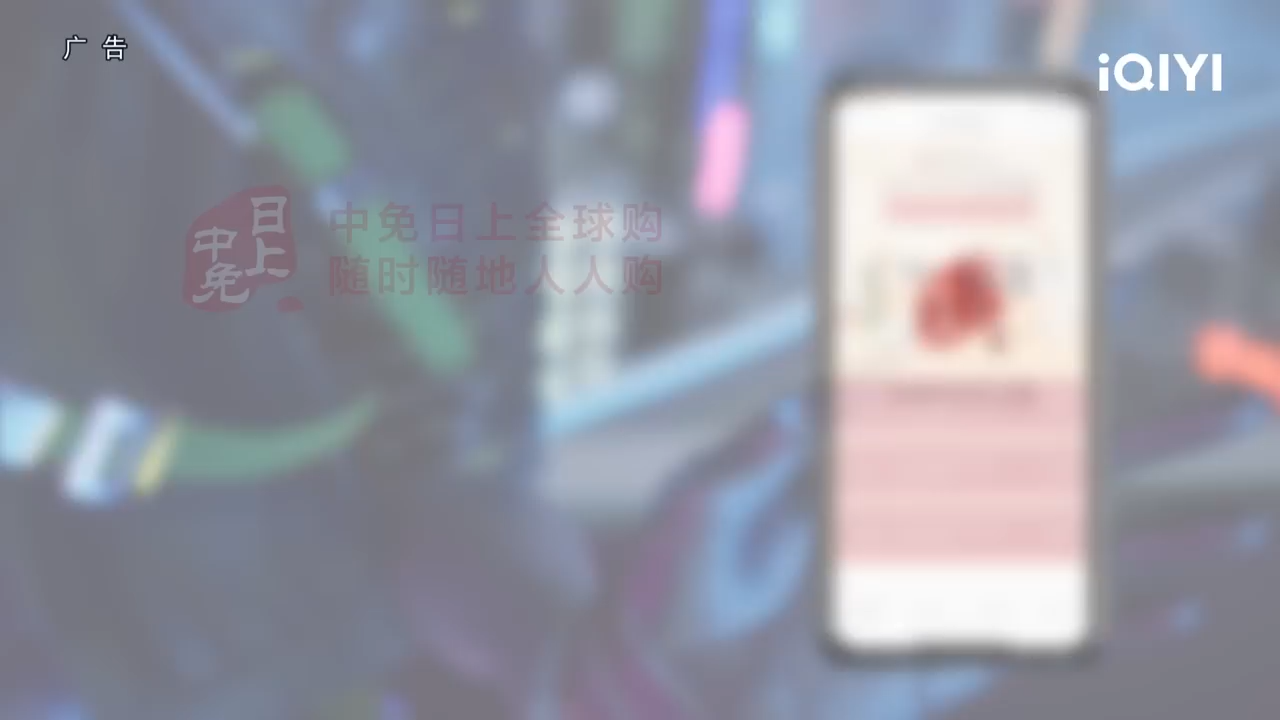 广告
iQIYI
日上
中免
中免日上全球购
随时随地人人购